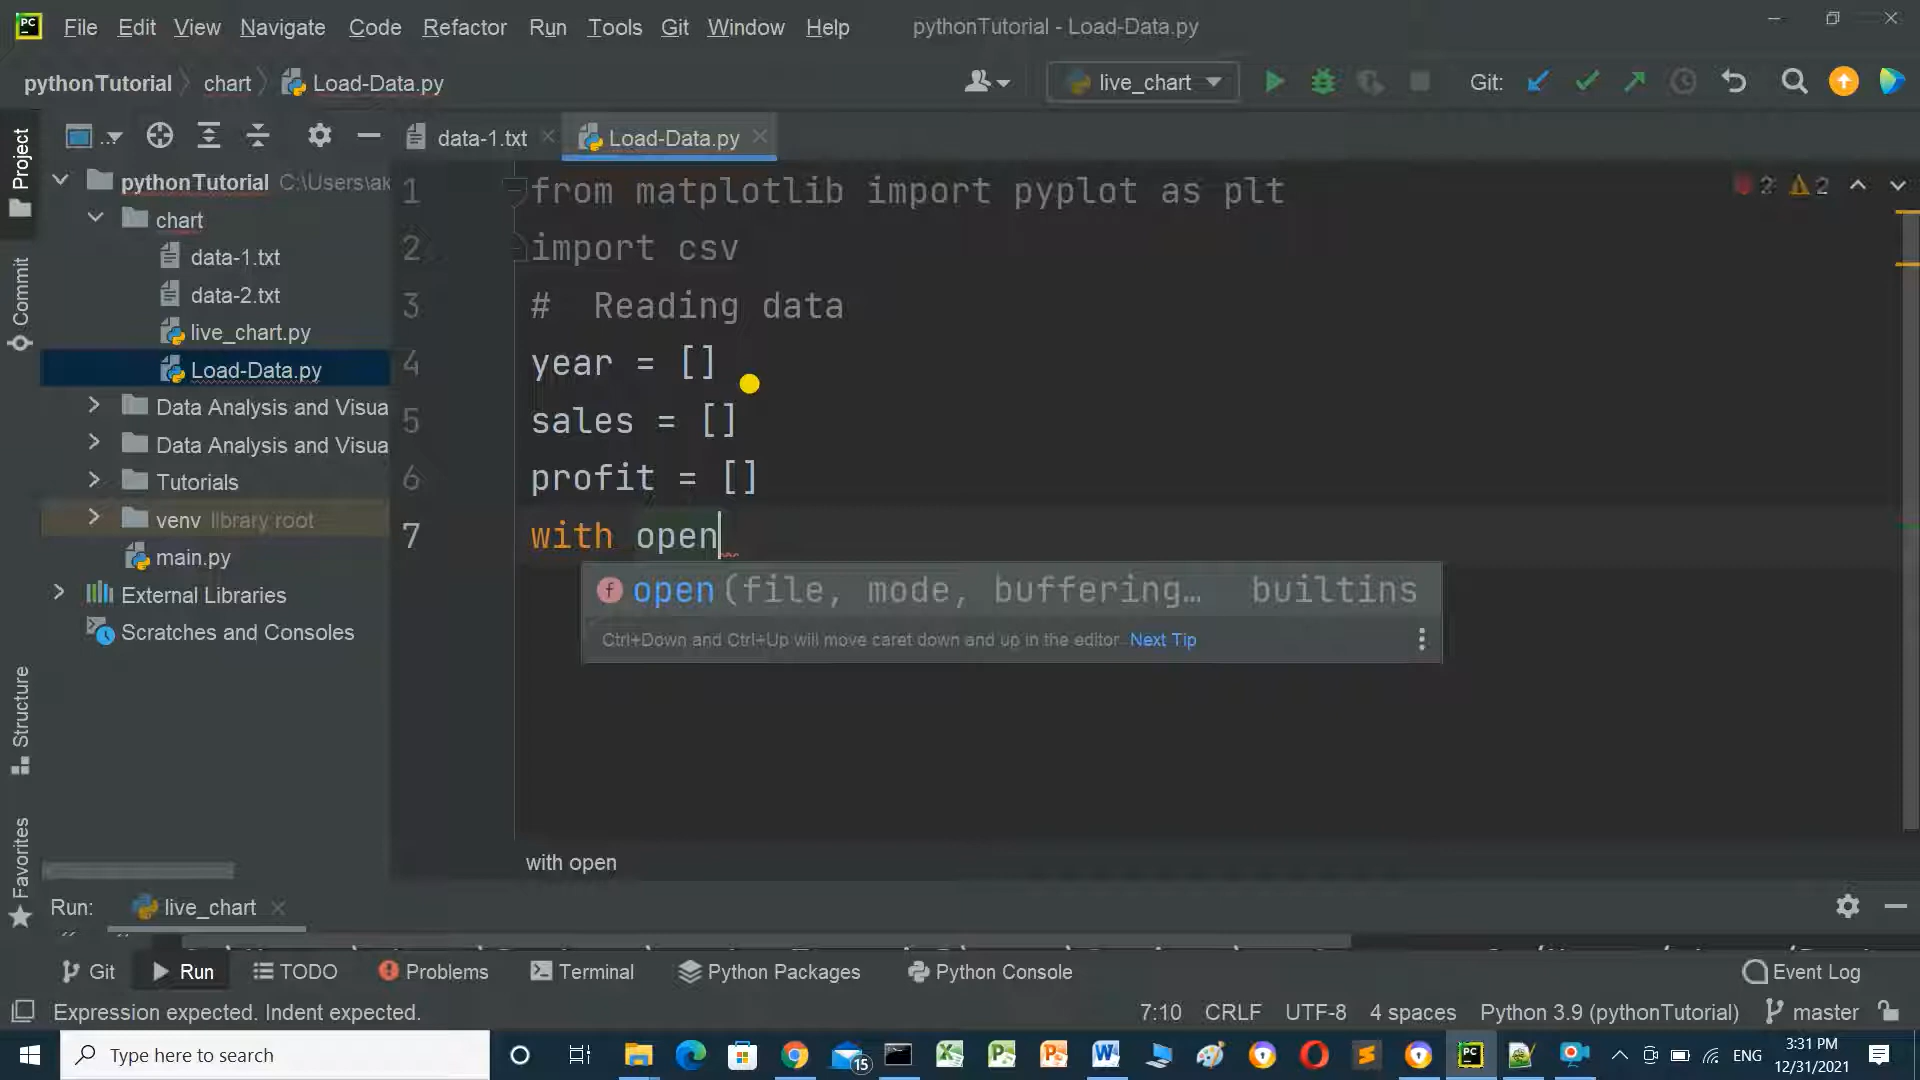 PC File Edit View Navigate Code Refactor Run Tools Git Window Help pythonTutorial - Load-Data.py
pythonTutorial chart Load-Data.py live_chart Git:
Project
Commit
Structure
Favorites
...
data-1.txt Load-Data.py
pythonTutorial C:\Users\ak
chart
data-1.txt
data-2.txt
live_chart.py
Load-Data.py
Data Analysis and Visua
Data Analysis and Visua
Tutorials
venv library root
main.py
External Libraries
Scratches and Consoles
1 from matplotlib import pyplot as plt
2 import csv
3 #  Reading data
4 year = []
5 sales = []
6 profit = []
7 with open
2 2
f open(file, mode, buffering… builtins
Ctrl+Down and Ctrl+Up will move caret down and up in the editor Next Tip
with open
Run: live_chart
Git Run TODO Problems Terminal Python Packages Python Console Event Log
Expression expected. Indent expected. 7:10 CRLF UTF-8 4 spaces Python 3.9 (pythonTutorial) master
Type here to search 15 PC ENG 3:31 PM
12/31/2021